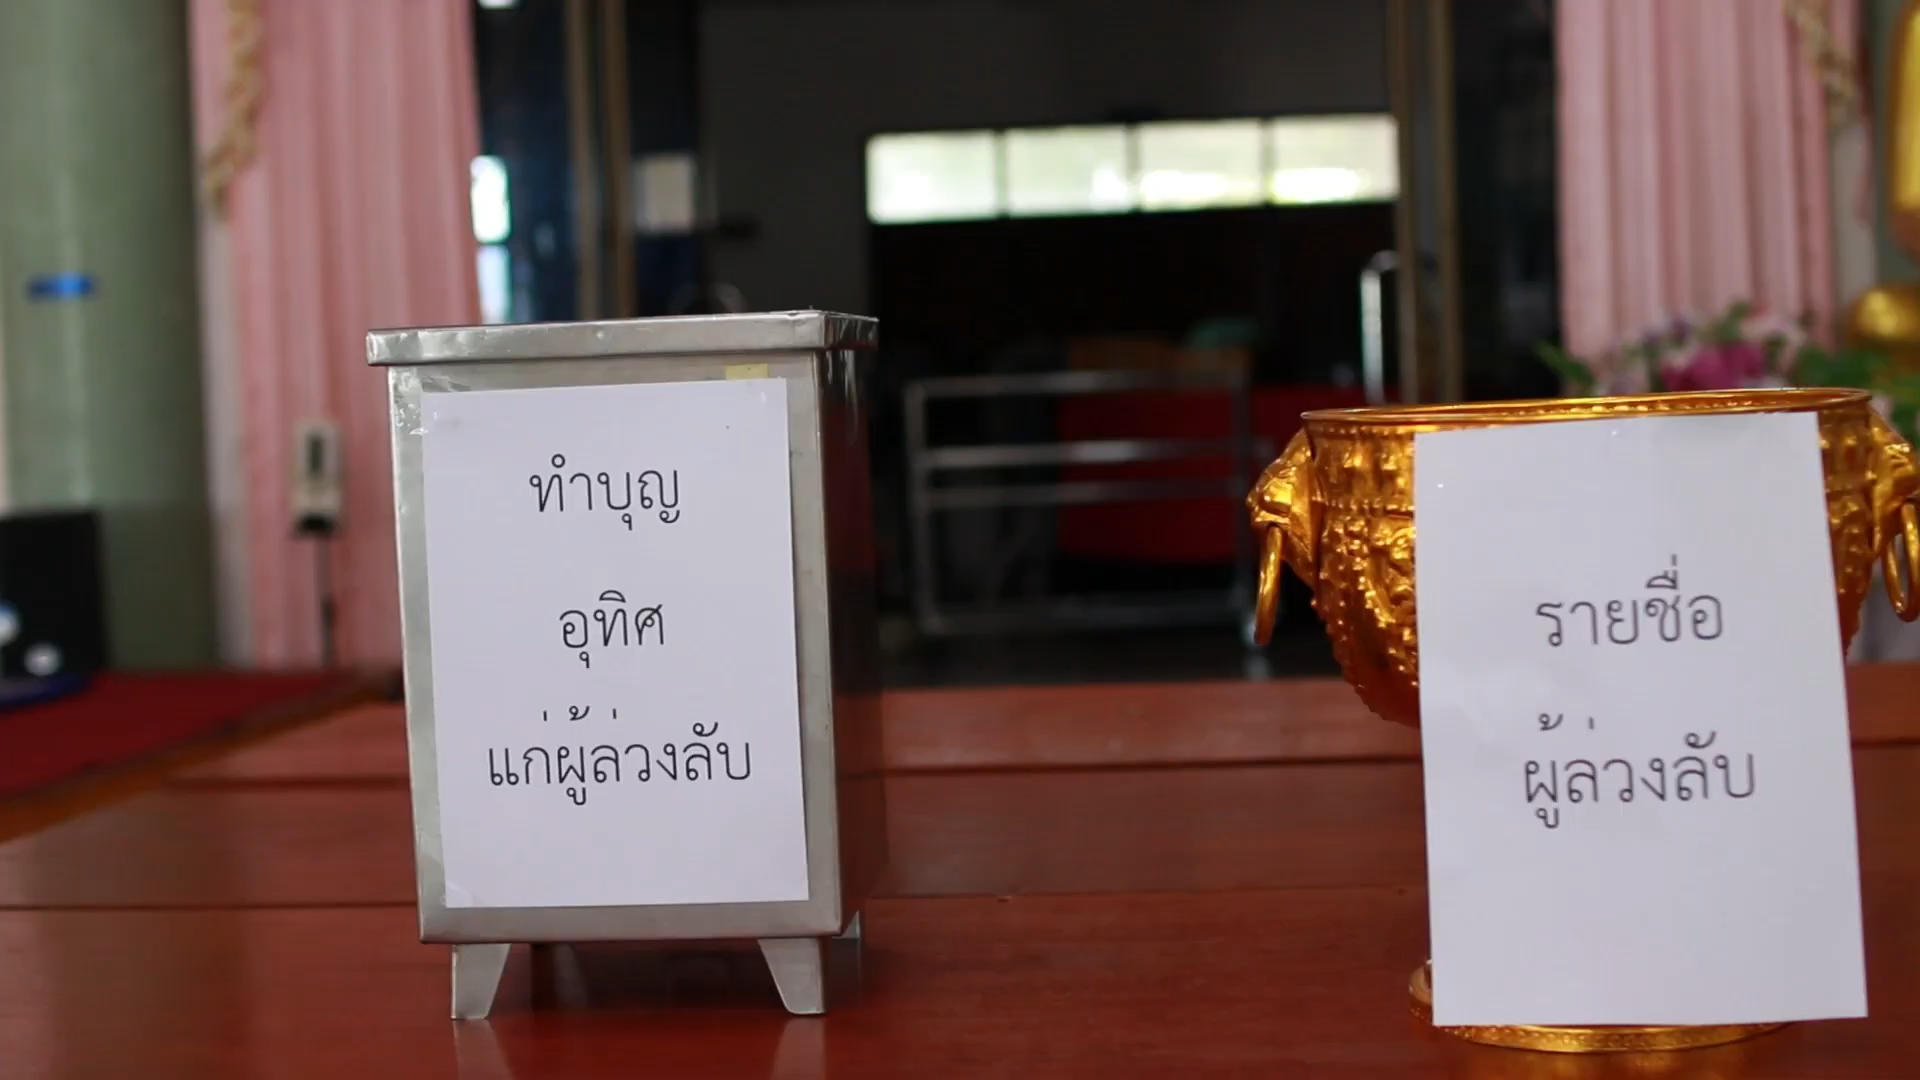 ทำบุญ
อุทิศ
แก่ผู้ล่วงลับ
รายชื่อ
ผู้ล่วงลับ